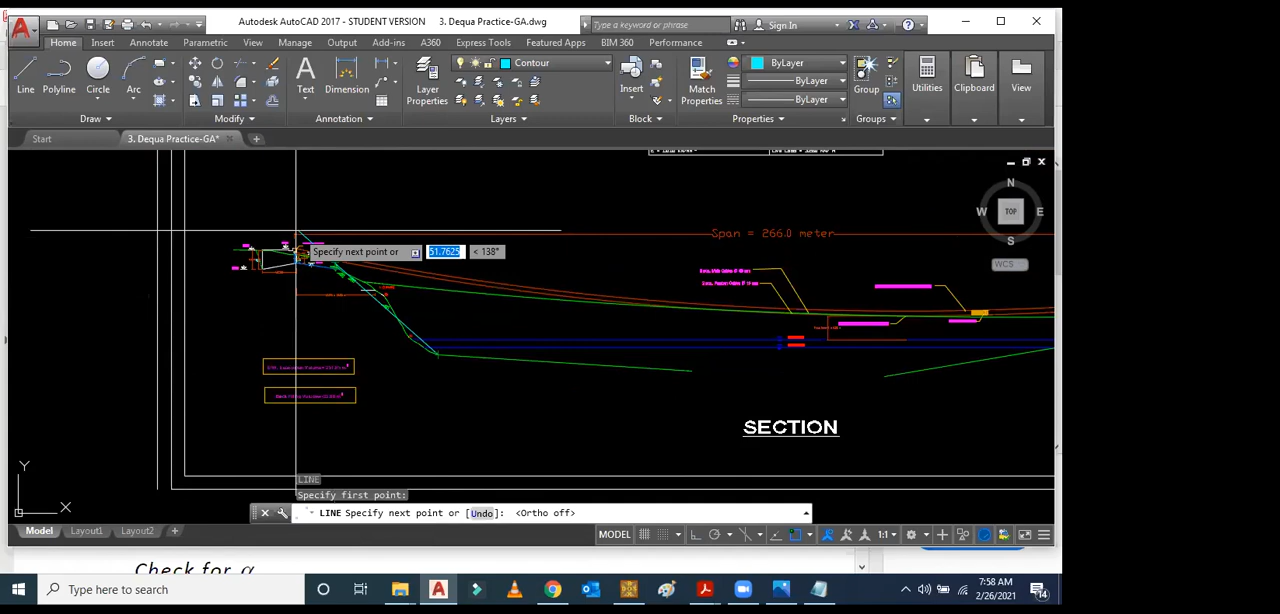 Autodesk AutoCAD 2017 - STUDENT VERSION 3. Dequa Practice-GA.dwg
Type a keyword or phrase
Sign In
Home Insert Annotate Parametric View Manage Output Add-ins A360 Express Tools Featured Apps BIM 360 Performance
Contour
ByLayer
Line Polyline Circle Arc
Text Dimension
Layer Properties
Insert
Match Properties
ByLayer
ByLayer
Group Utilities Clipboard View
Draw Modify Annotation Layers Block Properties Groups
Start 3. Dequa Practice-GA* +
N
W TOP E
S
WCS
Span = 266.0 meter
Specify next point or 51.7625 < 138°
SECTION
LINE
Specify first point:
LINE Specify next point or [Undo]: <Ortho off>
Y
X
Model Layout1 Layout2 +
MODEL 1:1
Check for α
Type here to search
7:58 AM
2/26/2021
14